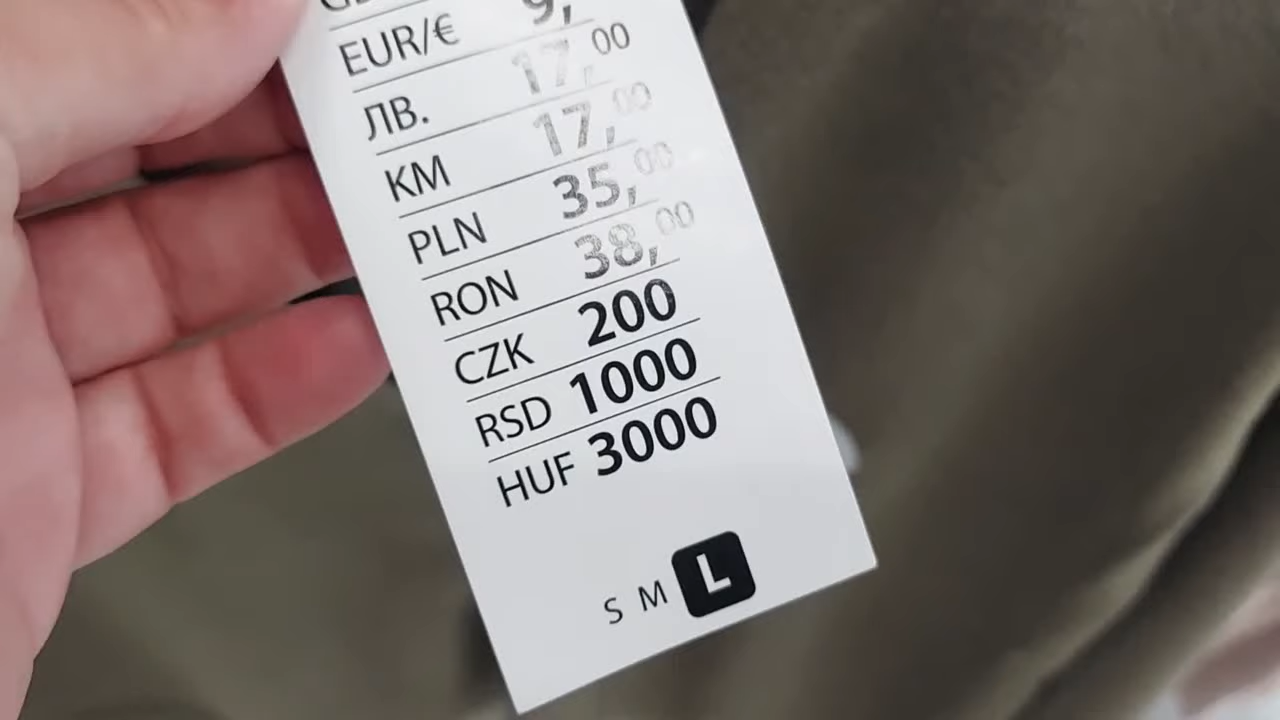 EUR/€ 9,
ЛВ. 17,00
KM 17,00
PLN 35,00
RON 38,00
CZK 200
RSD 1000
HUF 3000
S M L